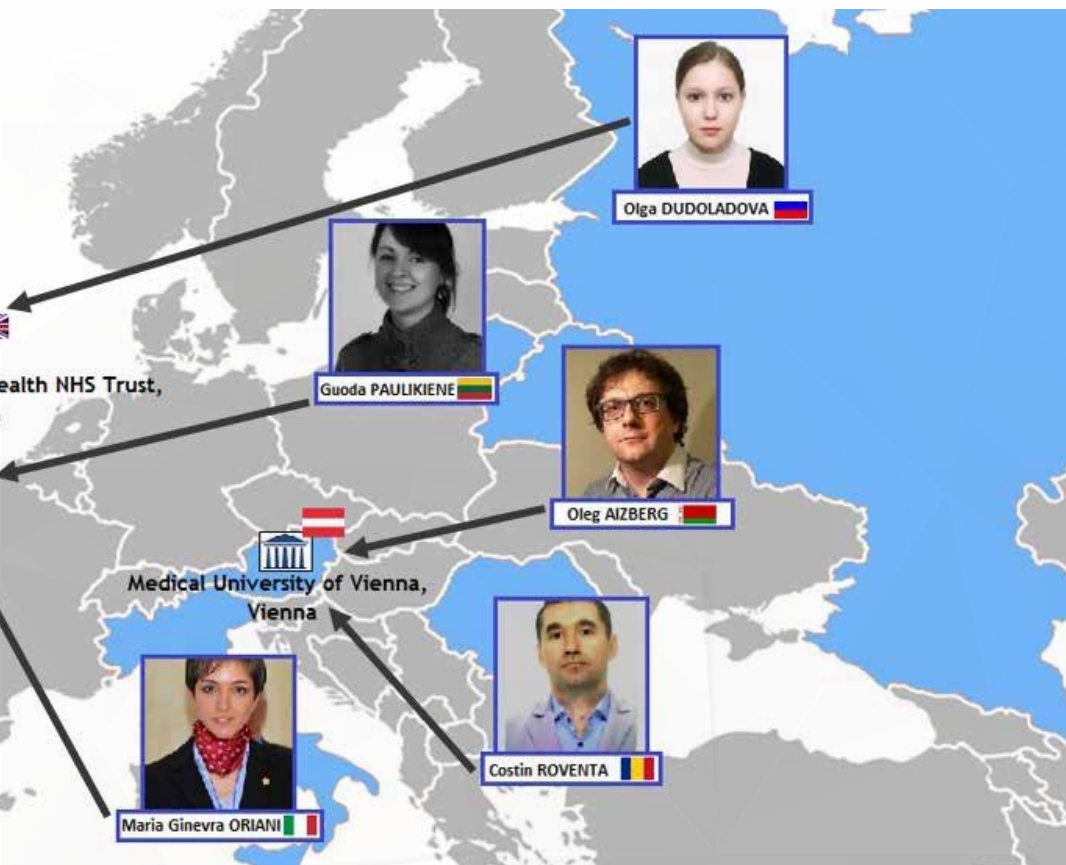 Olga DUDOLADOVA
ealth NHS Trust,
Guoda PAULIKIENE
Oleg AIZBERG
Medical University of Vienna,
Vienna
Costin ROVENTA
Maria Ginevra ORIANI